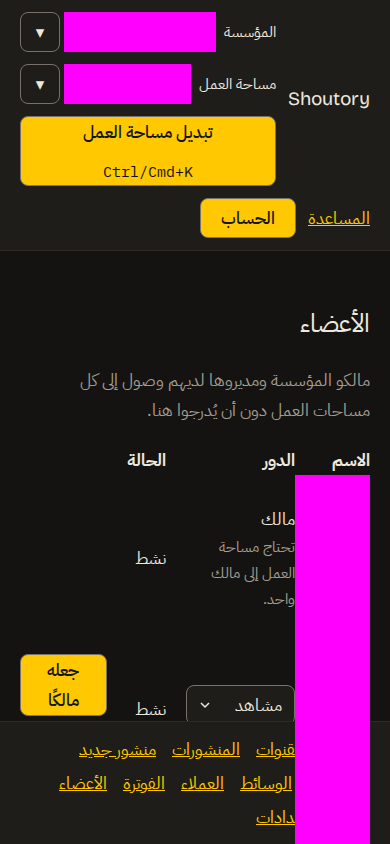 المؤسسة
▼
مساحة العمل
▼
Shoutory
تبديل مساحة العمل
Ctrl/Cmd+K
المساعدة
الحساب
الأعضاء
مالكو المؤسسة ومديروها لديهم وصول إلى كل
مساحات العمل دون أن يُدرجوا هنا.
الاسم الدور الحالة
مالك
تحتاج مساحة
العمل إلى مالك
واحد.
نشط
مشاهد
نشط
جعله
مالكًا
المنشورات منشور جديد
الوسائط العملاء الفوترة الأعضاء